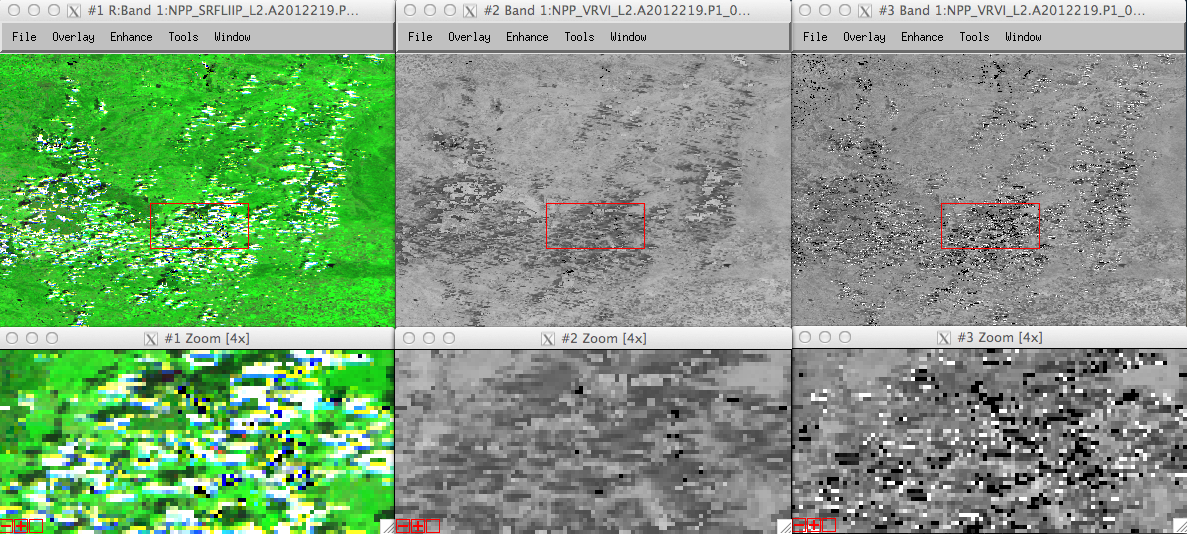 #1 R:Band 1:NPP_SRFLIIP_L2.A2012219.P...
File Overlay Enhance Tools Window
#2 Band 1:NPP_VRVI_L2.A2012219.P1_0...
File Overlay Enhance Tools Window
#3 Band 1:NPP_VRVI_L2.A2012219.P1_0...
File Overlay Enhance Tools Window
#1 Zoom [4x]
#2 Zoom [4x]
#3 Zoom [4x]